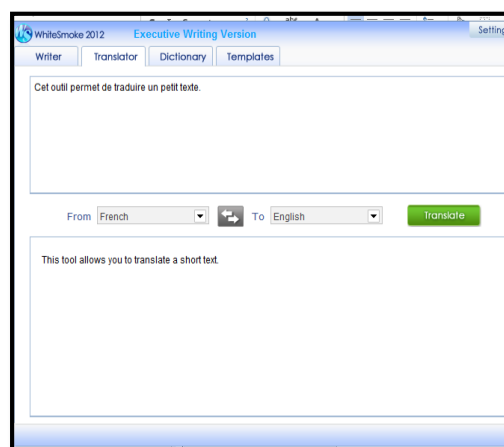 WhiteSmoke 2012 Executive Writing Version
Writer Translator Dictionary Templates
Cet outil permet de traduire un petit texte.
From French To English Translate
This tool allows you to translate a short text.